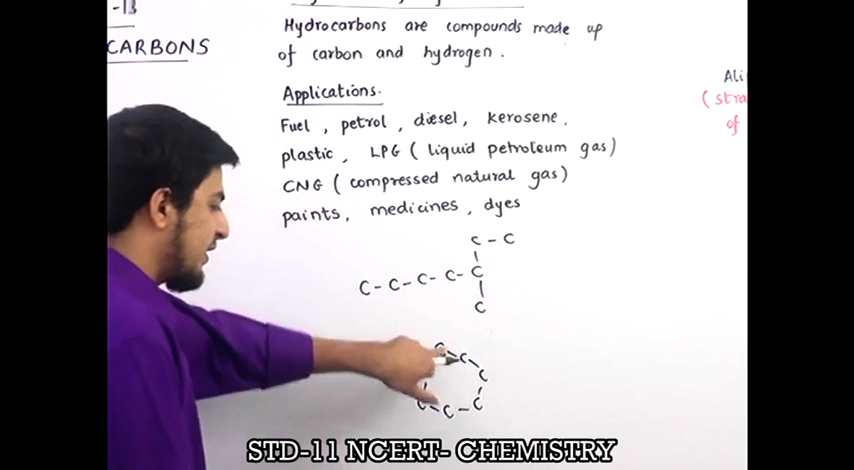 -13
CARBONS
Hydrocarbons are compounds made up
of carbon and hydrogen.
Applications.
Fuel, petrol, diesel, kerosene,
plastic, LPG (liquid petroleum gas)
CNG (compressed natural gas)
paints, medicines, dyes
Ali
(stra
of
C - C
C - C - C - C - C
C
C
C
C
C - C - C
STD-11 NCERT- CHEMISTRY